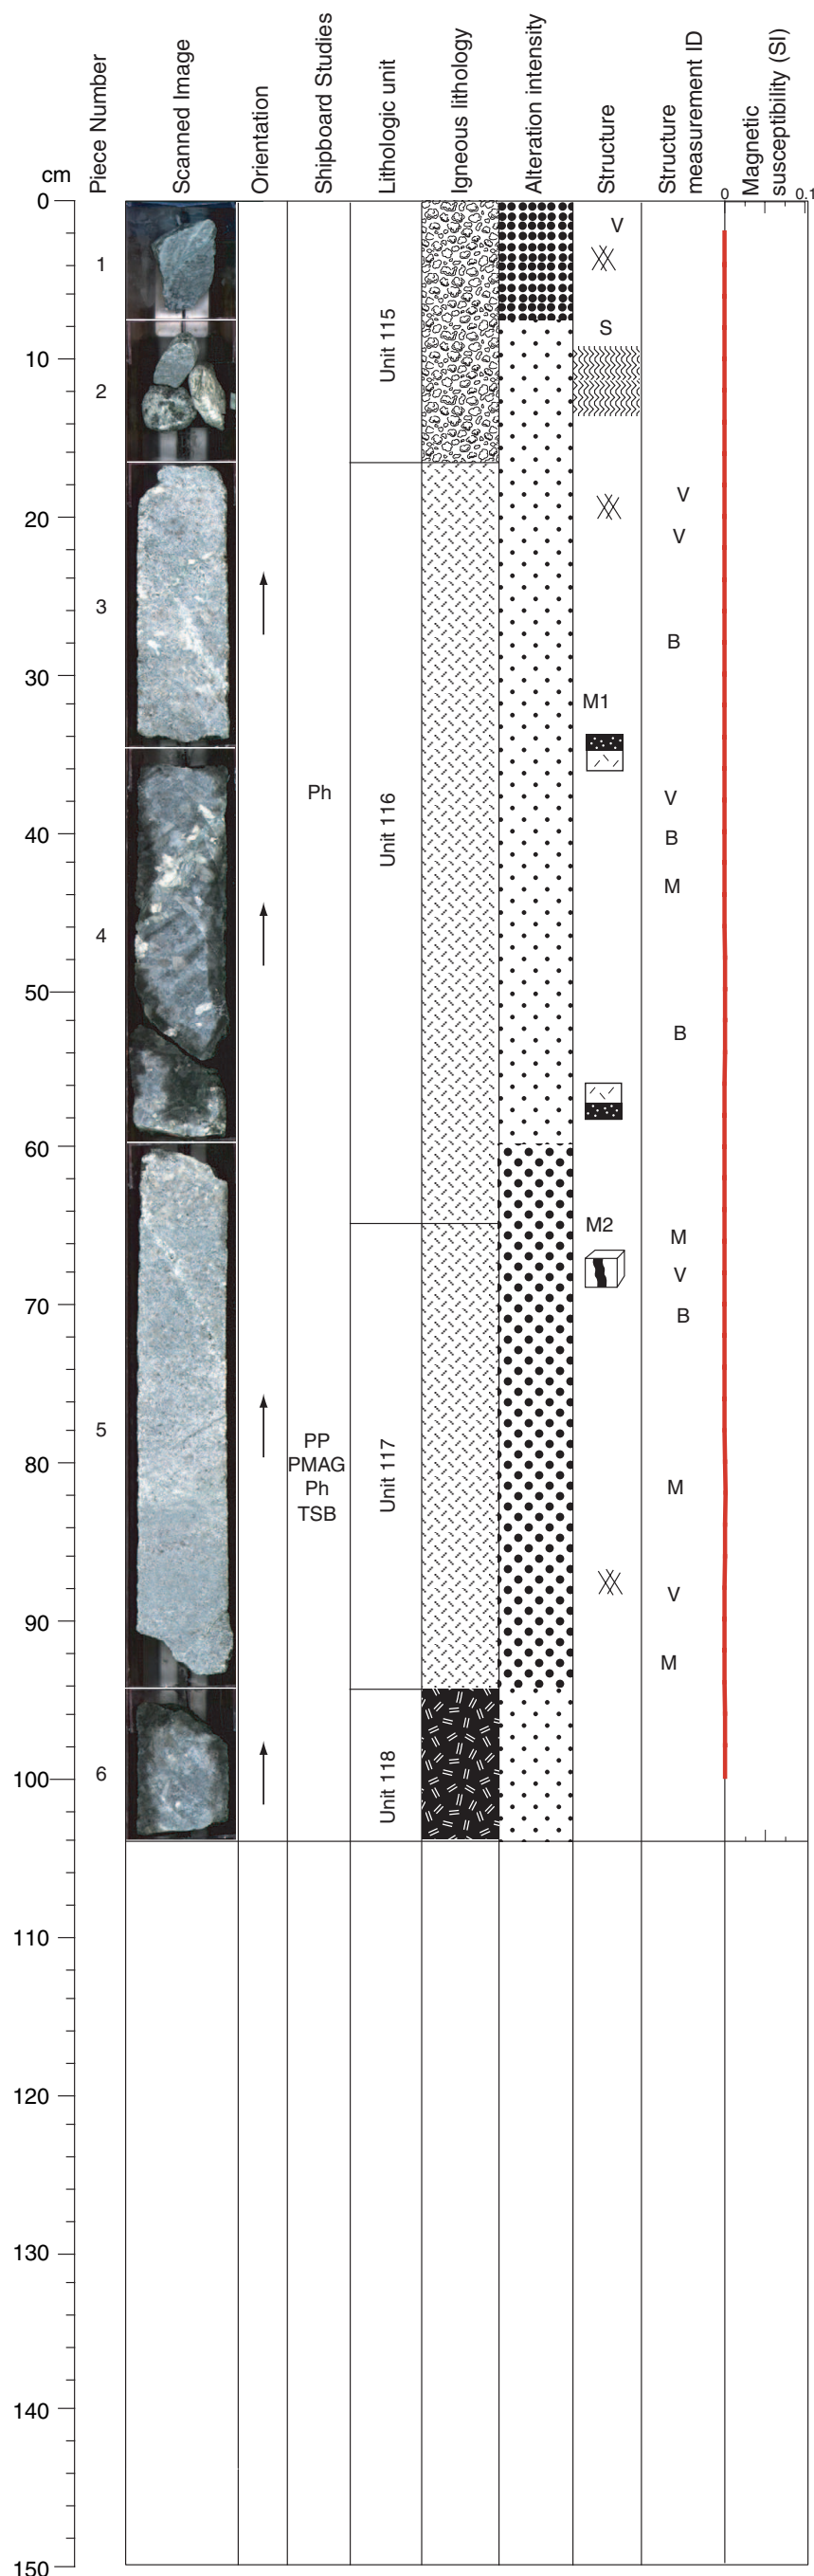 cm
Piece Number
Scanned Image
Orientation
Shipboard Studies
Lithologic unit
Igneous lithology
Alteration intensity
Structure
Structure
measurement ID
Magnetic
susceptibility (SI)
0
0.1
0
V
1
Unit 115
S
10
2
V
20
V
3
B
30
M1
Ph
V
Unit 116
40
B
M
4
50
B
60
M2
M
V
70
B
5
PP
80
PMAG
Unit 117
M
Ph
TSB
V
90
M
6
100
Unit 118
110
120
130
140
150